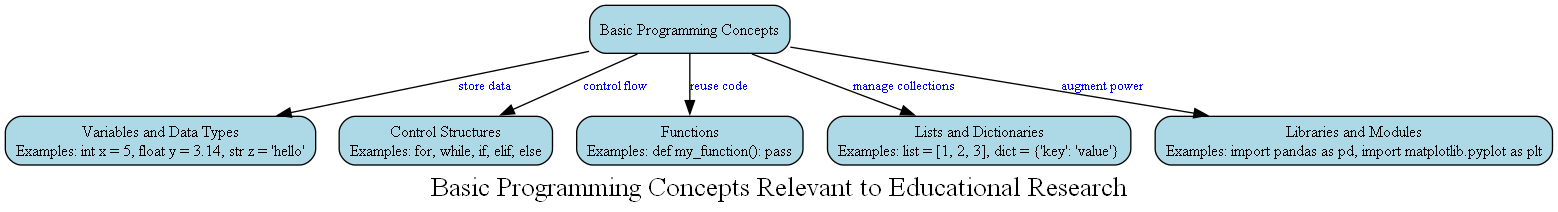 Basic Programming Concepts
store data
control flow
reuse code
manage collections
augment power
Variables and Data Types
Examples: int x = 5, float y = 3.14, str z = 'hello'
Control Structures
Examples: for, while, if, elif, else
Functions
Examples: def my_function(): pass
Lists and Dictionaries
Examples: list = [1, 2, 3], dict = {'key': 'value'}
Libraries and Modules
Examples: import pandas as pd, import matplotlib.pyplot as plt
Basic Programming Concepts Relevant to Educational Research